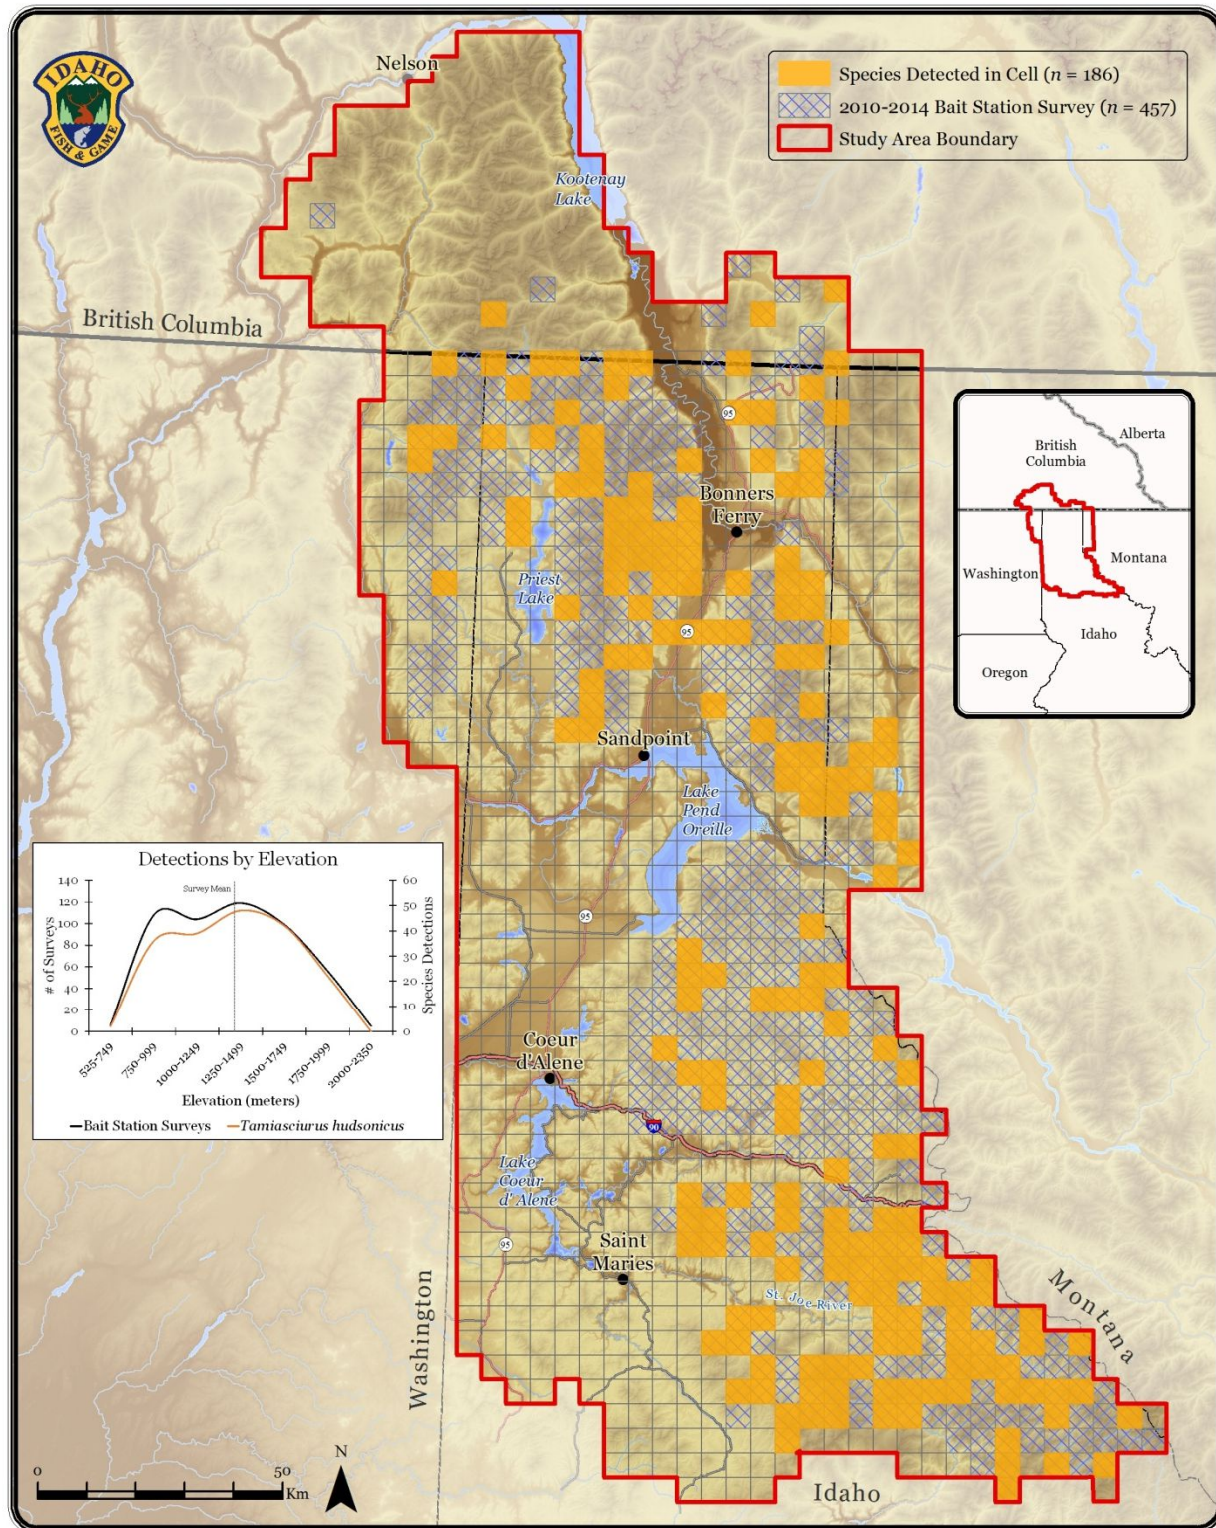 IDAHO
FISH & GAME
Nelson
Species Detected in Cell (n = 186)
2010-2014 Bait Station Survey (n = 457)
Study Area Boundary
Kootenay
Lake
British Columbia
95
Bonners
Ferry
Priest
Lake
95
Sandpoint
Lake
Pend
Oreille
British
Columbia
Alberta
Washington
Montana
Idaho
Oregon
Detections by Elevation
Survey Mean
# of Surveys
140
120
100
80
60
40
20
0
60
50
40
30
20
10
0
Species Detections
525-749
750-999
1000-1249
1250-1499
1500-1749
1750-1999
2000-2350
Elevation (meters)
Bait Station Surveys
Tamiasciurus hudsonicus
95
Coeur
d'Alene
90
Lake
Coeur
d' Alene
95
Saint
Maries
St. Joe River
Washington
Montana
Idaho
0
50
Km
N